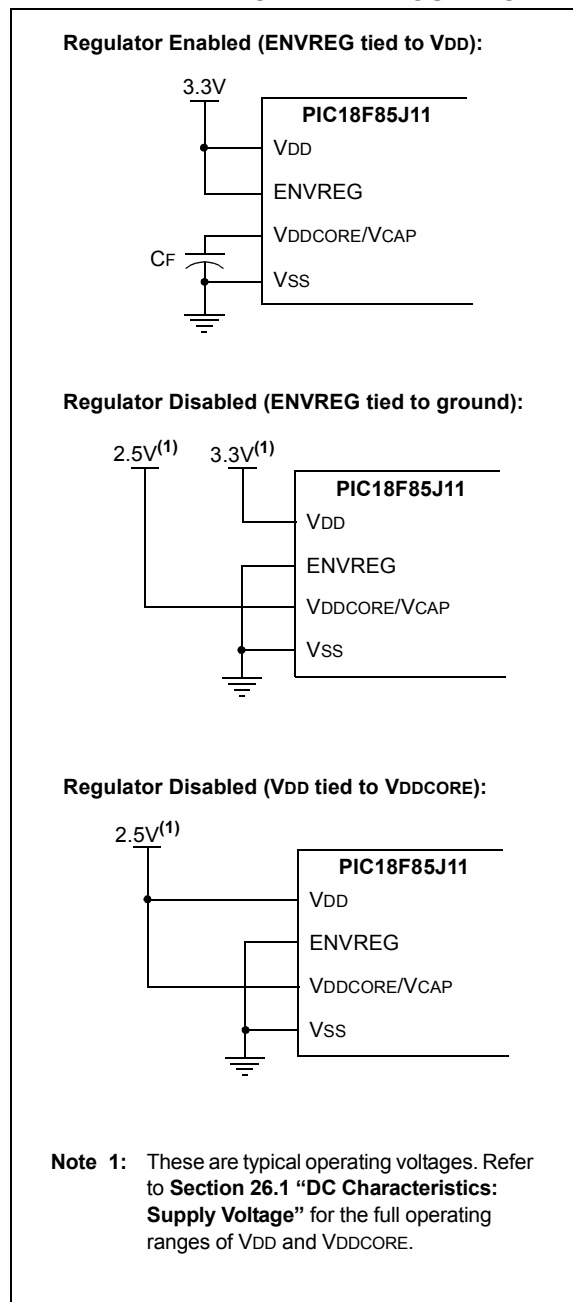 Regulator Enabled (ENVREG tied to VDD):
3.3V
PIC18F85J11
VDD
ENVREG
VDDCORE/VCAP
CF
VSS
Regulator Disabled (ENVREG tied to ground):
2.5V(1) 3.3V(1)
PIC18F85J11
VDD
ENVREG
VDDCORE/VCAP
VSS
Regulator Disabled (VDD tied to VDDCORE):
2.5V(1)
PIC18F85J11
VDD
ENVREG
VDDCORE/VCAP
VSS
Note 1: These are typical operating voltages. Refer
to Section 26.1 “DC Characteristics:
Supply Voltage” for the full operating
ranges of VDD and VDDCORE.